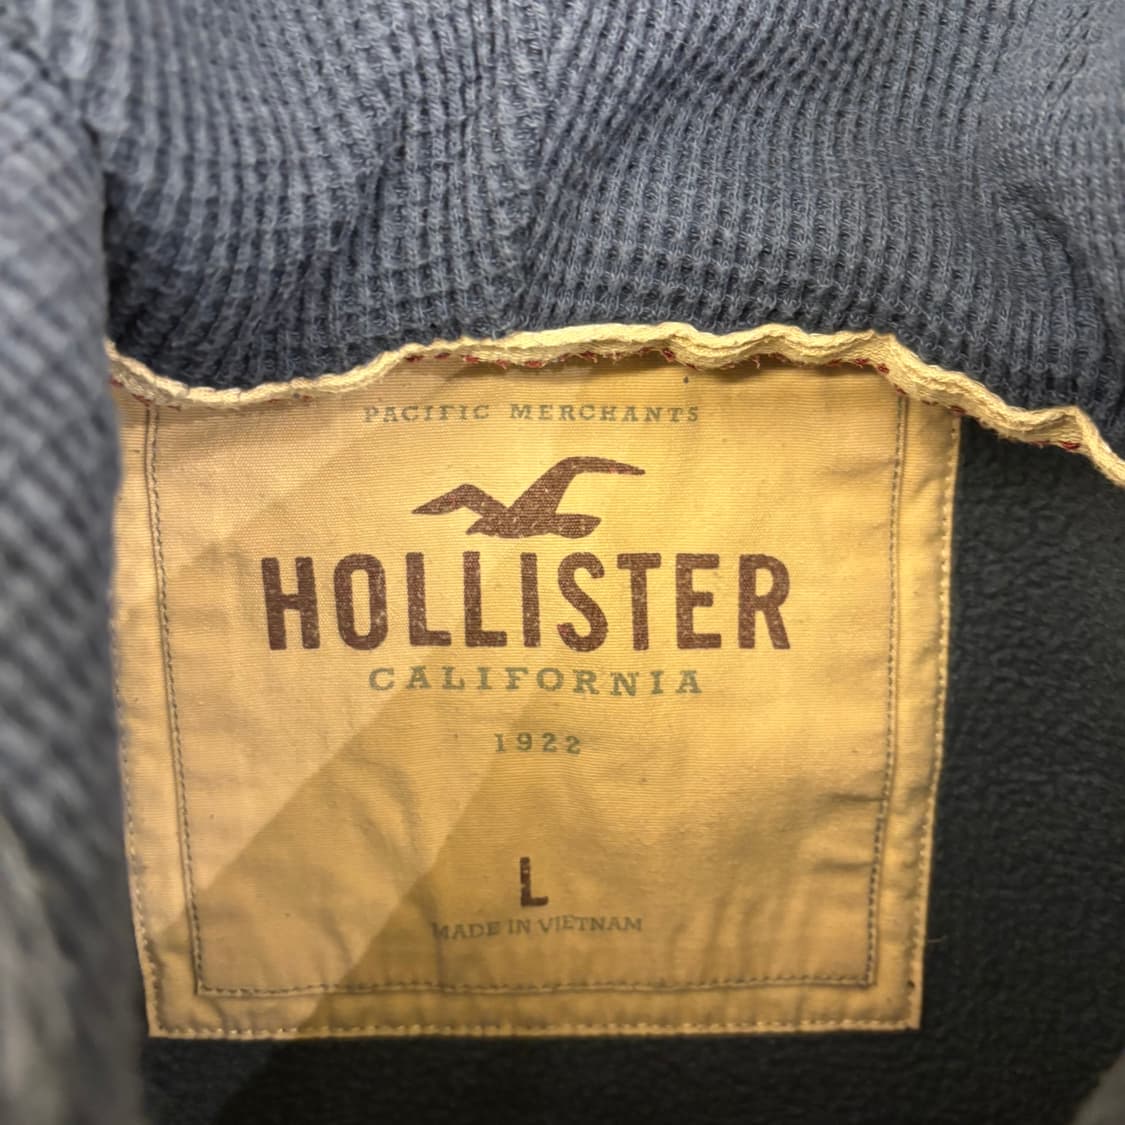 PACIFIC MERCHANTS
HOLLISTER
CALIFORNIA
1922
L
MADE IN VIETNAM